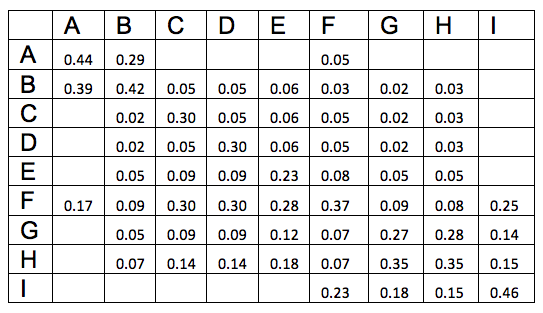 A B C D E F G H I
A 0.44 0.29 0.05
B 0.39 0.42 0.05 0.05 0.06 0.03 0.02 0.03
C 0.02 0.30 0.05 0.06 0.05 0.02 0.03
D 0.02 0.05 0.30 0.06 0.05 0.02 0.03
E 0.05 0.09 0.09 0.23 0.08 0.05 0.05
F 0.17 0.09 0.30 0.30 0.28 0.37 0.09 0.08 0.25
G 0.05 0.09 0.09 0.12 0.07 0.27 0.28 0.14
H 0.07 0.14 0.14 0.18 0.07 0.35 0.35 0.15
I 0.23 0.18 0.15 0.46